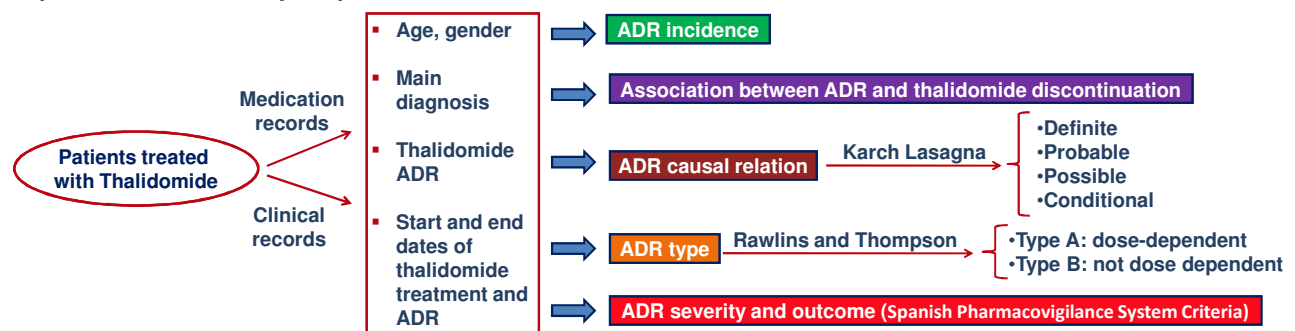 Patients treated
with Thalidomide
Medication
records
Clinical
records
▪ Age, gender
▪ Main
diagnosis
▪ Thalidomide
ADR
▪ Start and end
dates of
thalidomide
treatment and
ADR
ADR incidence
Association between ADR and thalidomide discontinuation
ADR causal relation
Karch Lasagna
•Definite
•Probable
•Possible
•Conditional
ADR type
Rawlins and Thompson
•Type A: dose-dependent
•Type B: not dose dependent
ADR severity and outcome (Spanish Pharmacovigilance System Criteria)